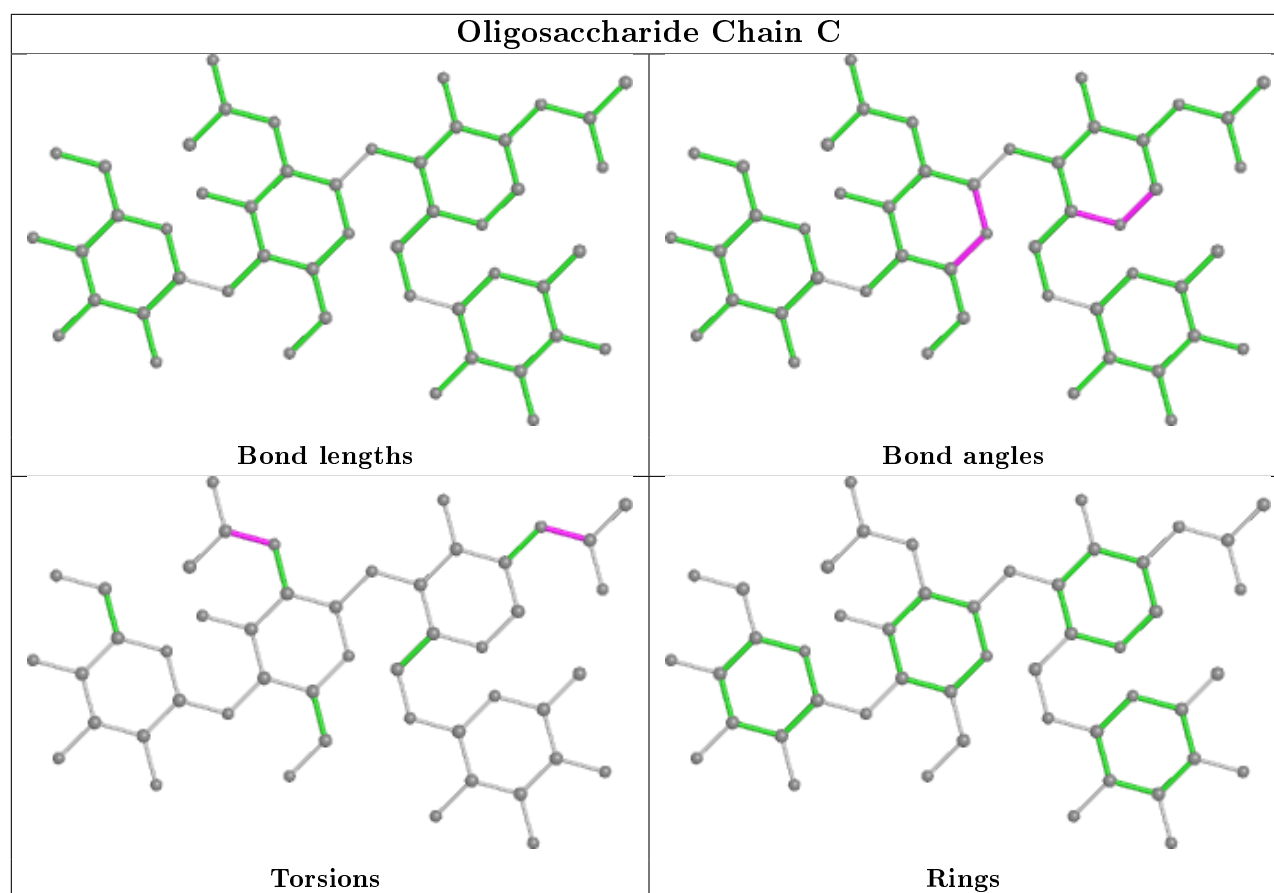 Oligosaccharide Chain C
Bond lengths
Bond angles
Torsions
Rings